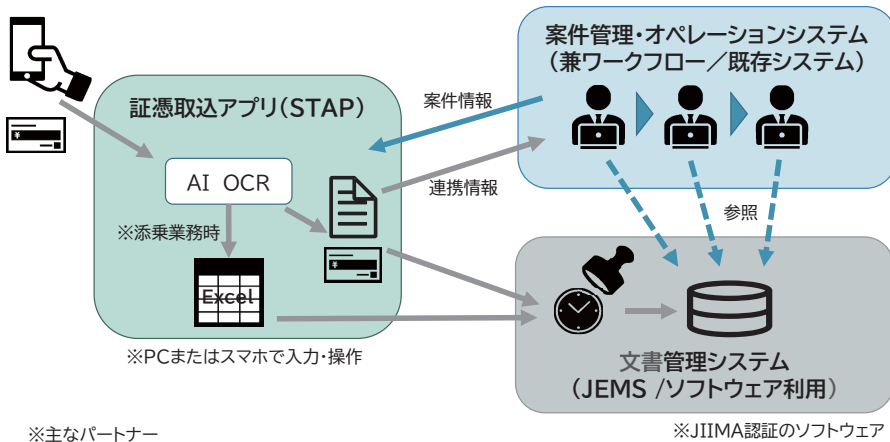 案件管理・オペレーションシステム
（兼ワークフロー／既存システム）
証憑取込アプリ（STAP）
案件情報
¥
AI OCR
連携情報
※添乗業務時
参照
¥
Excel
※PCまたはスマホで入力・操作
文書管理システム
（JEMS /ソフトウェア利用）
※主なパートナー
※JIIMA認証のソフトウェア